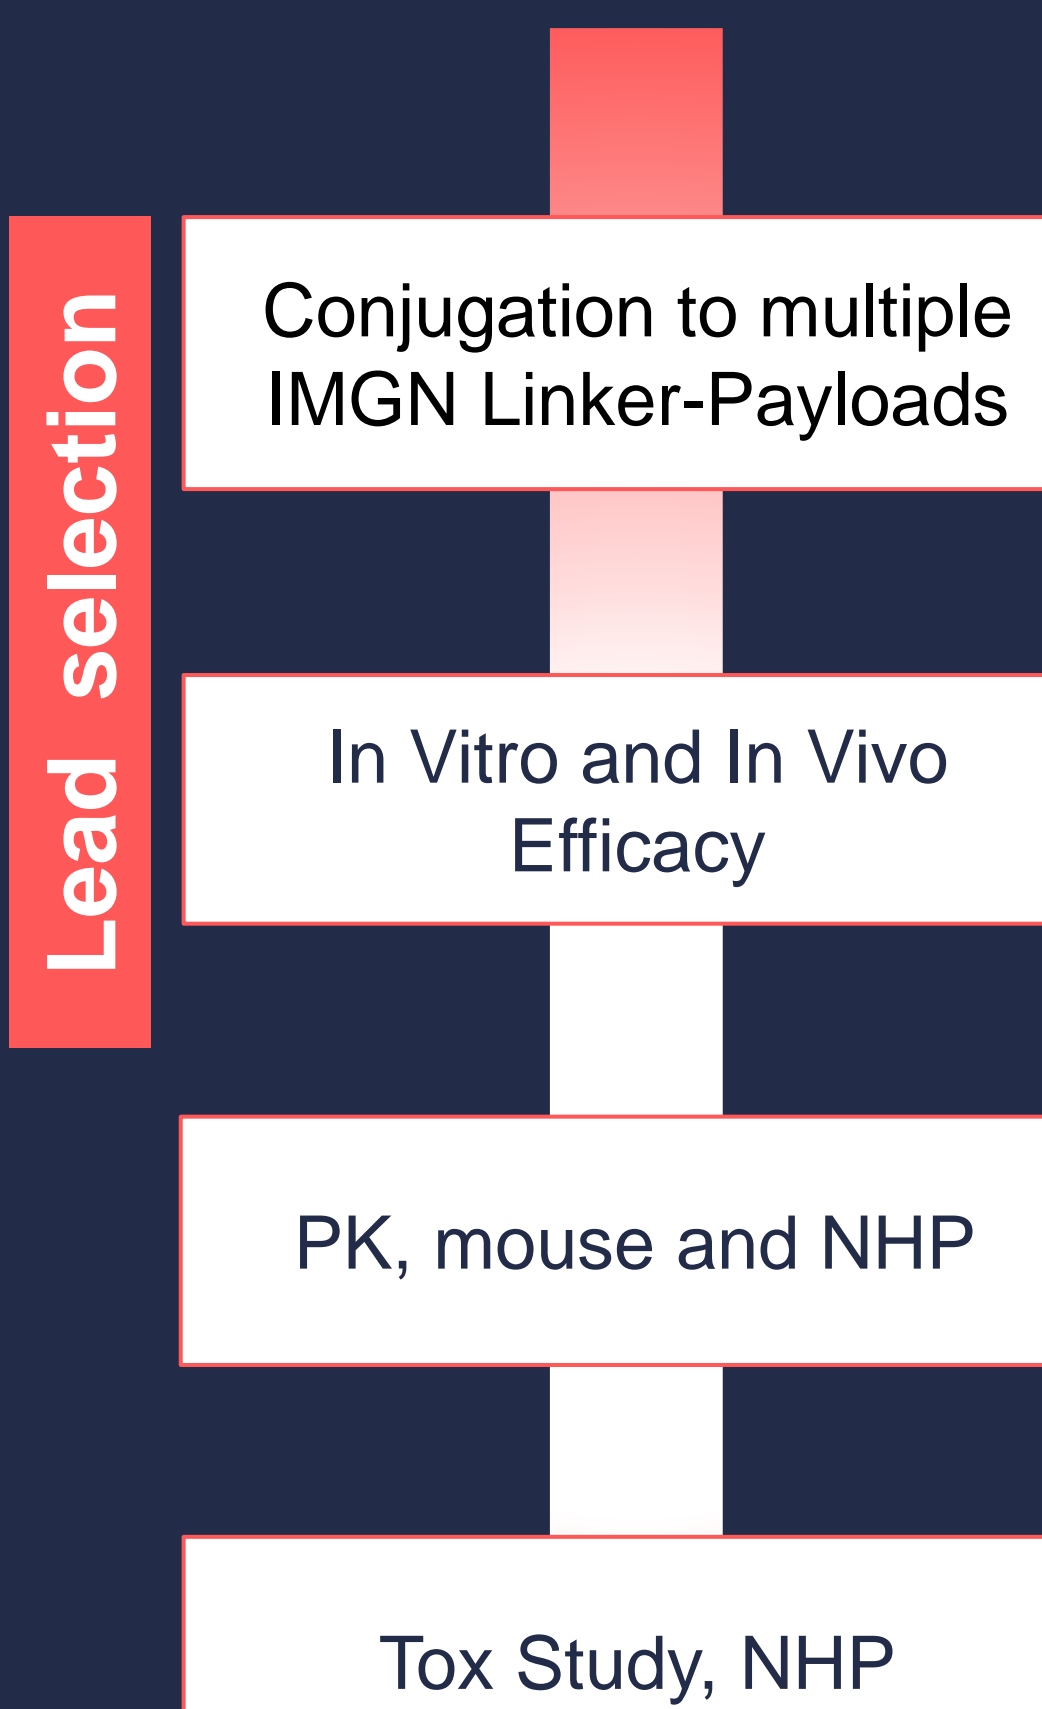 Lead selection
Conjugation to multiple
IMGN Linker-Payloads
In Vitro and In Vivo
Efficacy
PK, mouse and NHP
Tox Study, NHP